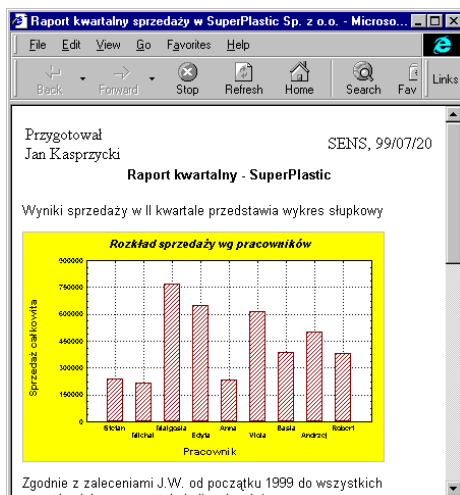 Raport kwartalny sprzedaży w SuperPlastic Sp. z o.o. - Microso...
File Edit View Go Favorites Help
Back Forward Stop Refresh Home Search Fav Links
Przygotował
Jan Kasprzycki
SENS, 99/07/20
Raport kwartalny - SuperPlastic
Wyniki sprzedaży w II kwartale przedstawia wykres słupkowy
Rozkład sprzedaży wg pracowników
Sprzedaż całkowita
900000
750000
600000
450000
300000
150000
0
Stefan Michal Malgosia Edyta Anna Viola Basia Andrzej Robert
Pracownik
Zgodnie z zaleceniami J.W. od początku 1999 do wszystkich